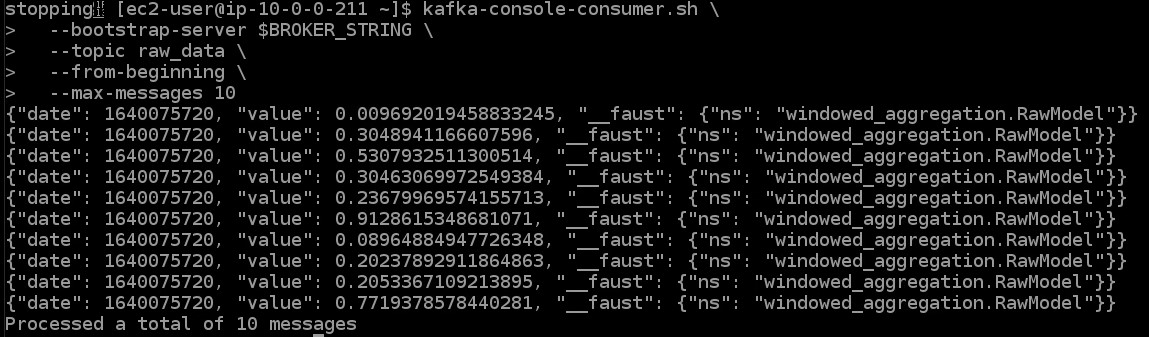 stopping [ec2-user@ip-10-0-0-211 ~]$ kafka-console-consumer.sh \
>   --bootstrap-server $BROKER_STRING \
>   --topic raw_data \
>   --from-beginning \
>   --max-messages 10
{"date": 1640075720, "value": 0.009692019458833245, "__faust": {"ns": "windowed_aggregation.RawModel"}}
{"date": 1640075720, "value": 0.3048941166607596, "__faust": {"ns": "windowed_aggregation.RawModel"}}
{"date": 1640075720, "value": 0.5307932511300514, "__faust": {"ns": "windowed_aggregation.RawModel"}}
{"date": 1640075720, "value": 0.30463069972549384, "__faust": {"ns": "windowed_aggregation.RawModel"}}
{"date": 1640075720, "value": 0.23679969574155713, "__faust": {"ns": "windowed_aggregation.RawModel"}}
{"date": 1640075720, "value": 0.9128615348681071, "__faust": {"ns": "windowed_aggregation.RawModel"}}
{"date": 1640075720, "value": 0.08964884947726348, "__faust": {"ns": "windowed_aggregation.RawModel"}}
{"date": 1640075720, "value": 0.20237892911864863, "__faust": {"ns": "windowed_aggregation.RawModel"}}
{"date": 1640075720, "value": 0.2053367109213895, "__faust": {"ns": "windowed_aggregation.RawModel"}}
{"date": 1640075720, "value": 0.7719378578440281, "__faust": {"ns": "windowed_aggregation.RawModel"}}
Processed a total of 10 messages